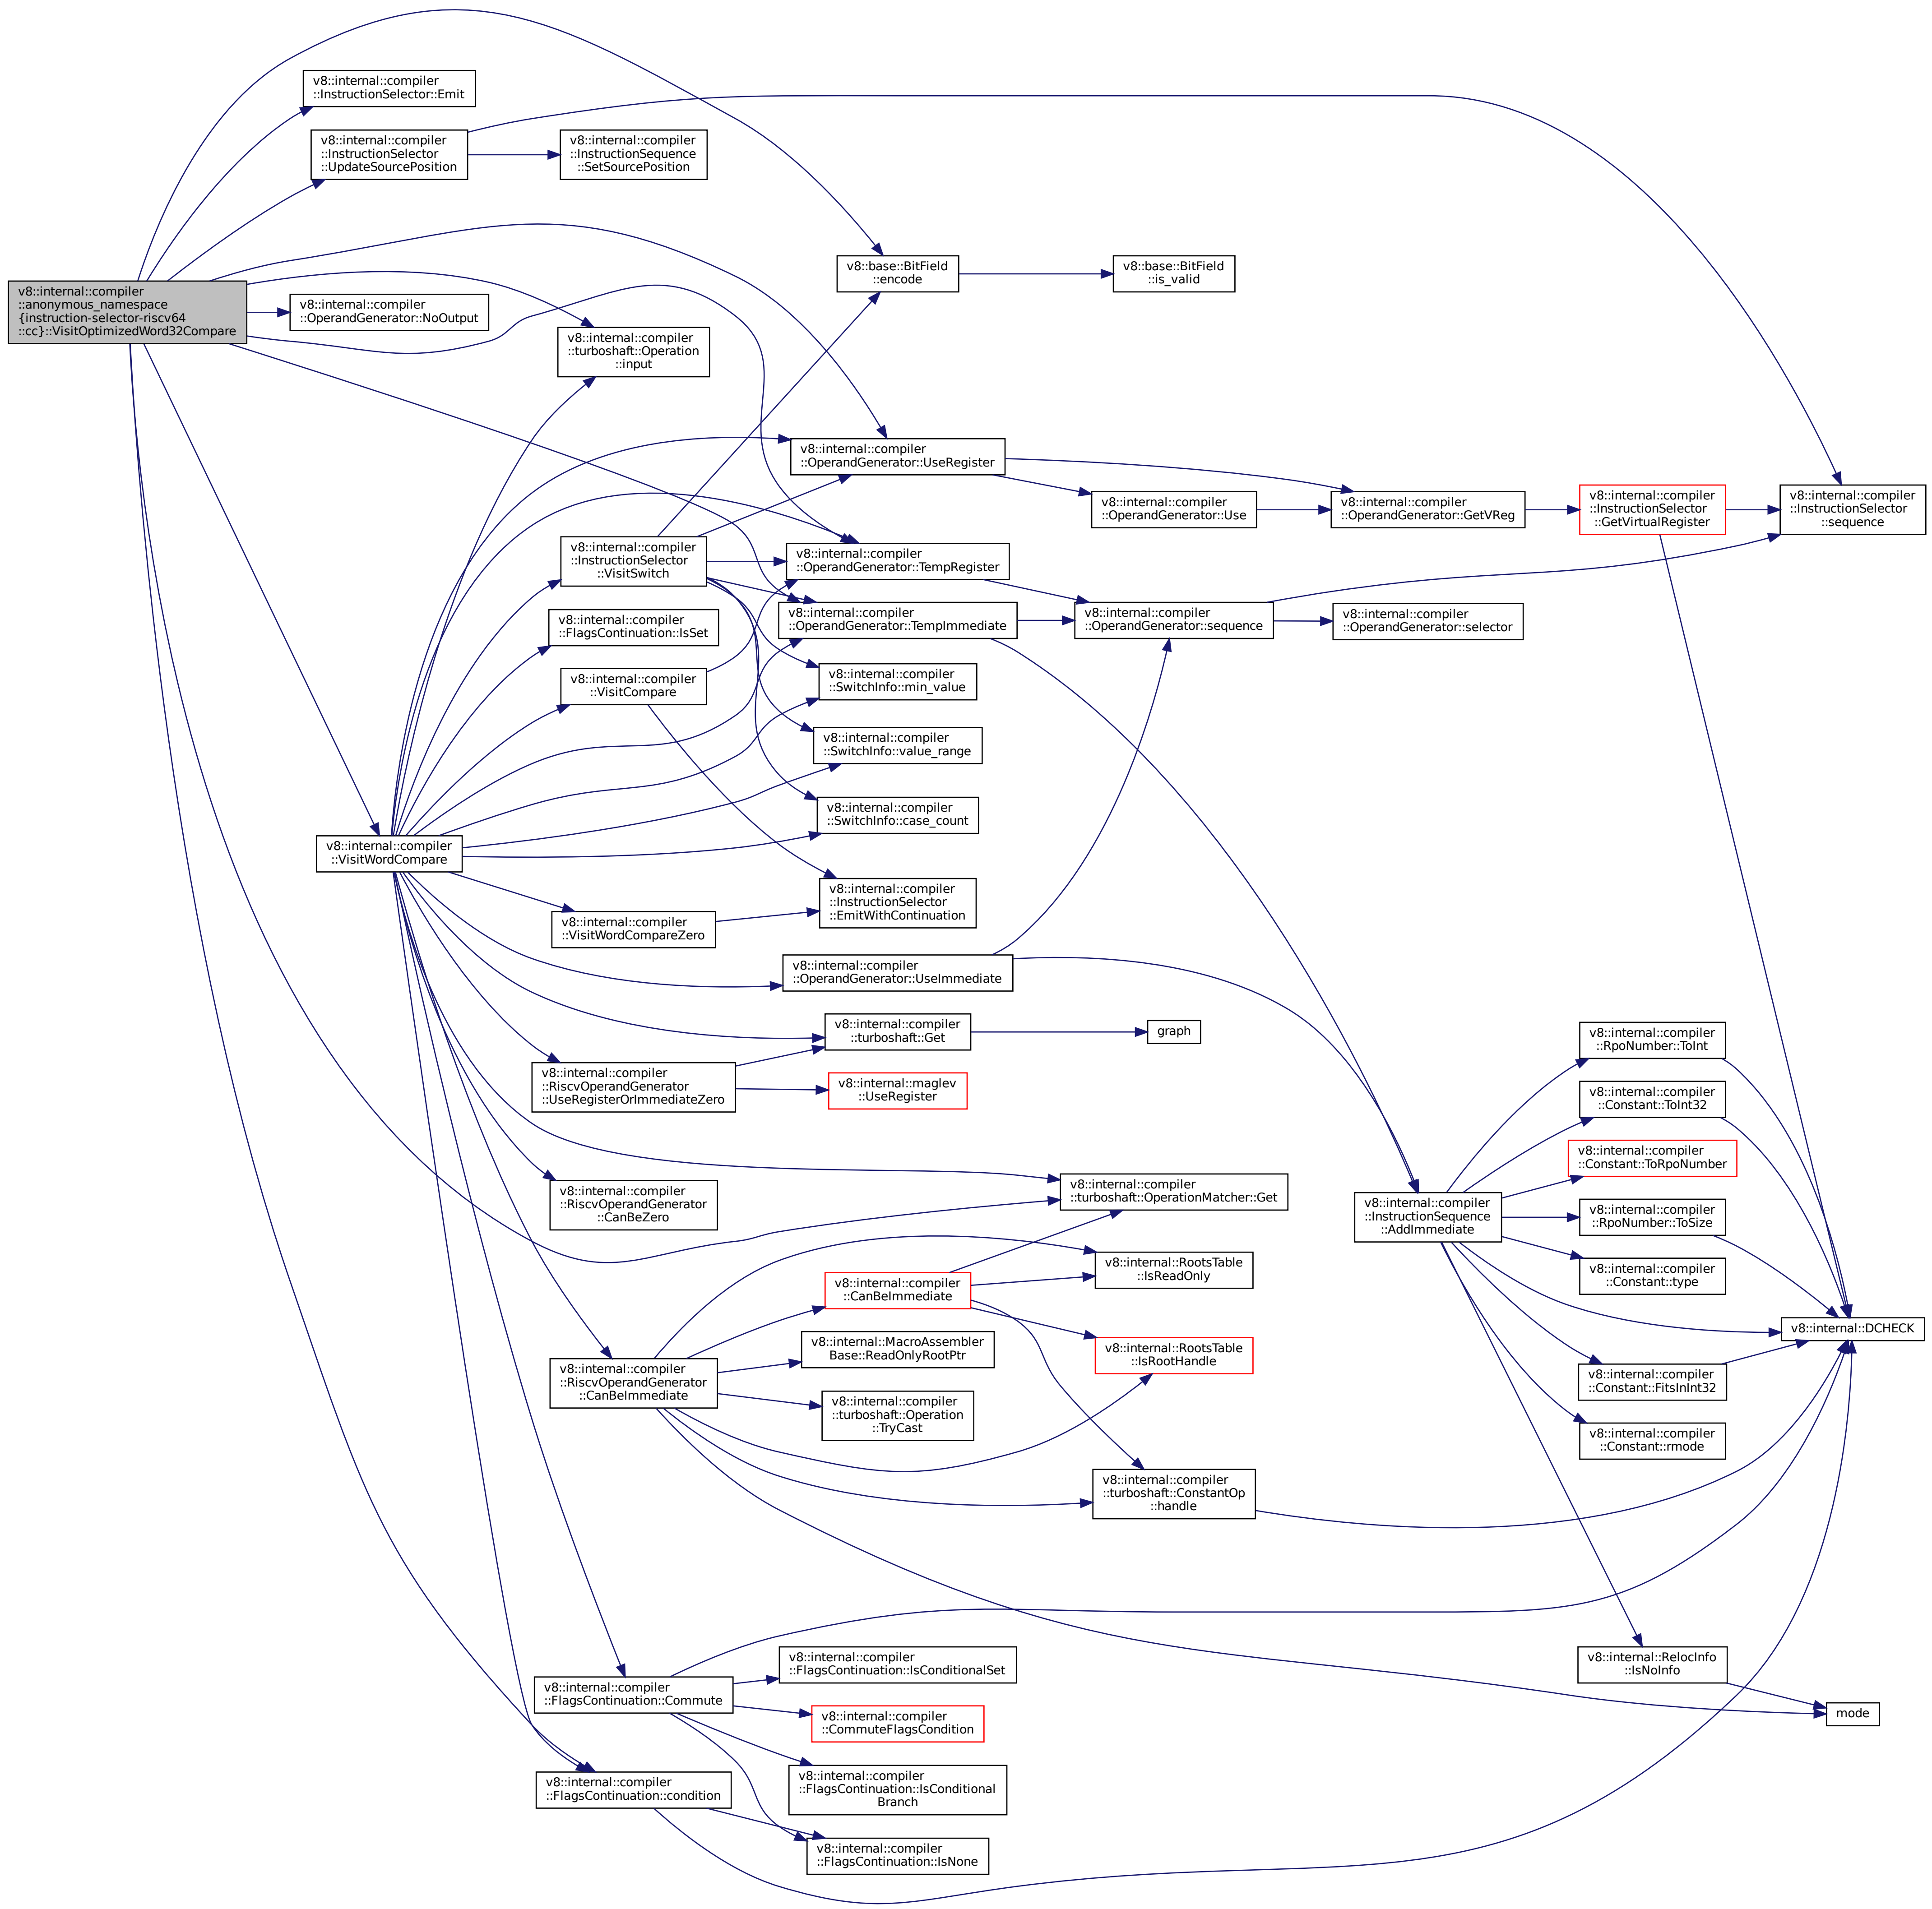 v8::internal::compiler
::InstructionSelector::Emit
v8::internal::compiler
::InstructionSelector
::UpdateSourcePosition
v8::internal::compiler
::InstructionSequence
::SetSourcePosition
v8::internal::compiler
::anonymous_namespace
{instruction-selector-riscv64
::cc}::VisitOptimizedWord32Compare
v8::internal::compiler
::OperandGenerator::NoOutput
v8::base::BitField
::encode
v8::base::BitField
::is_valid
v8::internal::compiler
::turboshaft::Operation
::input
v8::internal::compiler
::OperandGenerator::UseRegister
v8::internal::compiler
::OperandGenerator::Use
v8::internal::compiler
::OperandGenerator::GetVReg
v8::internal::compiler
::InstructionSelector
::GetVirtualRegister
v8::internal::compiler
::InstructionSelector
::sequence
v8::internal::compiler
::InstructionSelector
::VisitSwitch
v8::internal::compiler
::OperandGenerator::TempRegister
v8::internal::compiler
::FlagsContinuation::IsSet
v8::internal::compiler
::OperandGenerator::TempImmediate
v8::internal::compiler
::OperandGenerator::sequence
v8::internal::compiler
::OperandGenerator::selector
v8::internal::compiler
::VisitCompare
v8::internal::compiler
::SwitchInfo::min_value
v8::internal::compiler
::SwitchInfo::value_range
v8::internal::compiler
::SwitchInfo::case_count
v8::internal::compiler
::VisitWordCompare
v8::internal::compiler
::InstructionSelector
::EmitWithContinuation
v8::internal::compiler
::VisitWordCompareZero
v8::internal::compiler
::OperandGenerator::UseImmediate
v8::internal::compiler
::turboshaft::Get
graph
v8::internal::compiler
::RiscvOperandGenerator
::UseRegisterOrImmediateZero
v8::internal::maglev
::UseRegister
v8::internal::compiler
::RpoNumber::ToInt
v8::internal::compiler
::Constant::ToInt32
v8::internal::compiler
::Constant::ToRpoNumber
v8::internal::compiler
::RiscvOperandGenerator
::CanBeZero
v8::internal::compiler
::turboshaft::OperationMatcher::Get
v8::internal::compiler
::InstructionSequence
::AddImmediate
v8::internal::compiler
::RpoNumber::ToSize
v8::internal::compiler
::Constant::type
v8::internal::RootsTable
::IsReadOnly
v8::internal::compiler
::CanBeImmediate
v8::internal::DCHECK
v8::internal::MacroAssembler
Base::ReadOnlyRootPtr
v8::internal::RootsTable
::IsRootHandle
v8::internal::compiler
::RiscvOperandGenerator
::CanBeImmediate
v8::internal::compiler
::Constant::FitsInInt32
v8::internal::compiler
::turboshaft::Operation
::TryCast
v8::internal::compiler
::Constant::rmode
v8::internal::compiler
::turboshaft::ConstantOp
::handle
v8::internal::compiler
::FlagsContinuation::IsConditionalSet
v8::internal::RelocInfo
::IsNoInfo
v8::internal::compiler
::FlagsContinuation::Commute
v8::internal::compiler
::CommuteFlagsCondition
mode
v8::internal::compiler
::FlagsContinuation::IsConditional
Branch
v8::internal::compiler
::FlagsContinuation::condition
v8::internal::compiler
::FlagsContinuation::IsNone